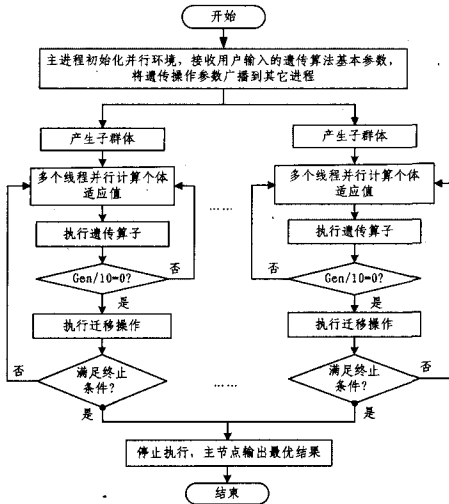 开始
主进程初始化并行环境，接收用户输入的遗传算法基本参数，
将遗传操作参数广播到其它进程
产生子群体
产生子群体
多个线程并行计算个体
适应值
多个线程并行计算个体
适应值
……
执行遗传算子
执行遗传算子
Gen/10=0?
否
Gen/10=0?
否
是
是
执行迁移操作
执行迁移操作
否
满足终止
条件?
……
满足终止
条件?
否
是
是
停止执行，主节点输出最优结果
结束